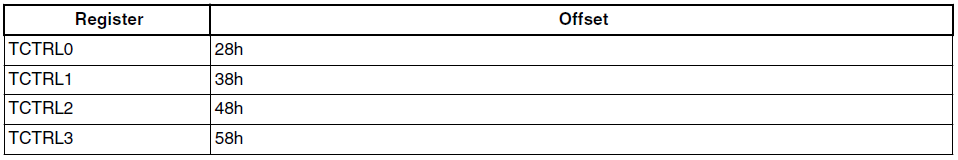 Register Offset
TCTRL0 28h
TCTRL1 38h
TCTRL2 48h
TCTRL3 58h